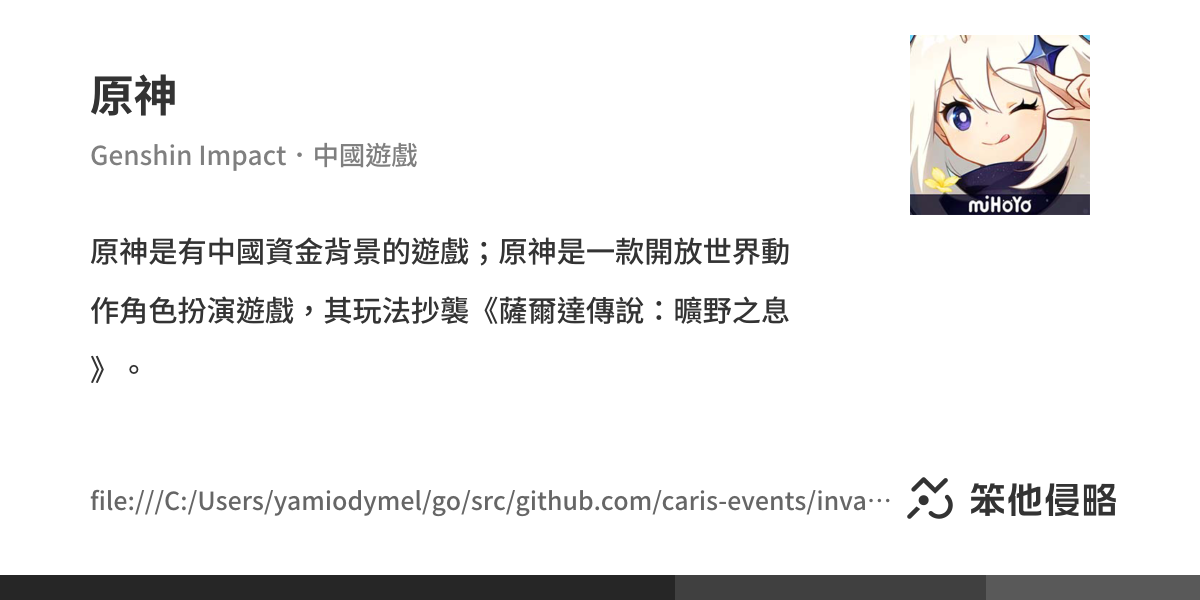 原神
Genshin Impact・中國遊戲
miHoYo
原神是有中國資金背景的遊戲；原神是一款開放世界動
作角色扮演遊戲，其玩法抄襲《薩爾達傳說：曠野之息
》。
file:///C:/Users/yamiodymel/go/src/github.com/caris-events/inva⋯
笨他侵略